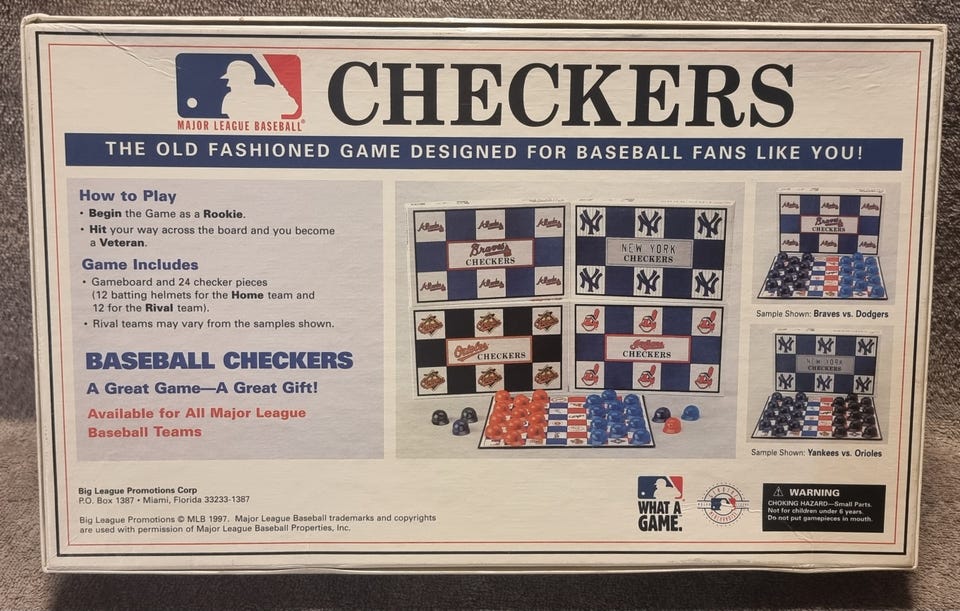 MAJOR LEAGUE BASEBALL®
CHECKERS
THE OLD FASHIONED GAME DESIGNED FOR BASEBALL FANS LIKE YOU!
How to Play
• Begin the Game as a Rookie.
• Hit your way across the board and you become
a Veteran.
Game Includes
• Gameboard and 24 checker pieces
(12 batting helmets for the Home team and
12 for the Rival team).
• Rival teams may vary from the samples shown.
BASEBALL CHECKERS
A Great Game—A Great Gift!
Available for All Major League
Baseball Teams
Braves
CHECKERS
NEW YORK
CHECKERS
Orioles
CHECKERS
Indians
CHECKERS
Braves
CHECKERS
Sample Shown: Braves vs. Dodgers
NEW YORK
CHECKERS
Sample Shown: Yankees vs. Orioles
Big League Promotions Corp
P.O. Box 1387 • Miami, Florida 33233-1387
Big League Promotions © MLB 1997. Major League Baseball trademarks and copyrights
are used with permission of Major League Baseball Properties, Inc.
WHAT A
GAME.
WARNING
CHOKING HAZARD—Small Parts.
Not for children under 6 years.
Do not put gamepieces in mouth.